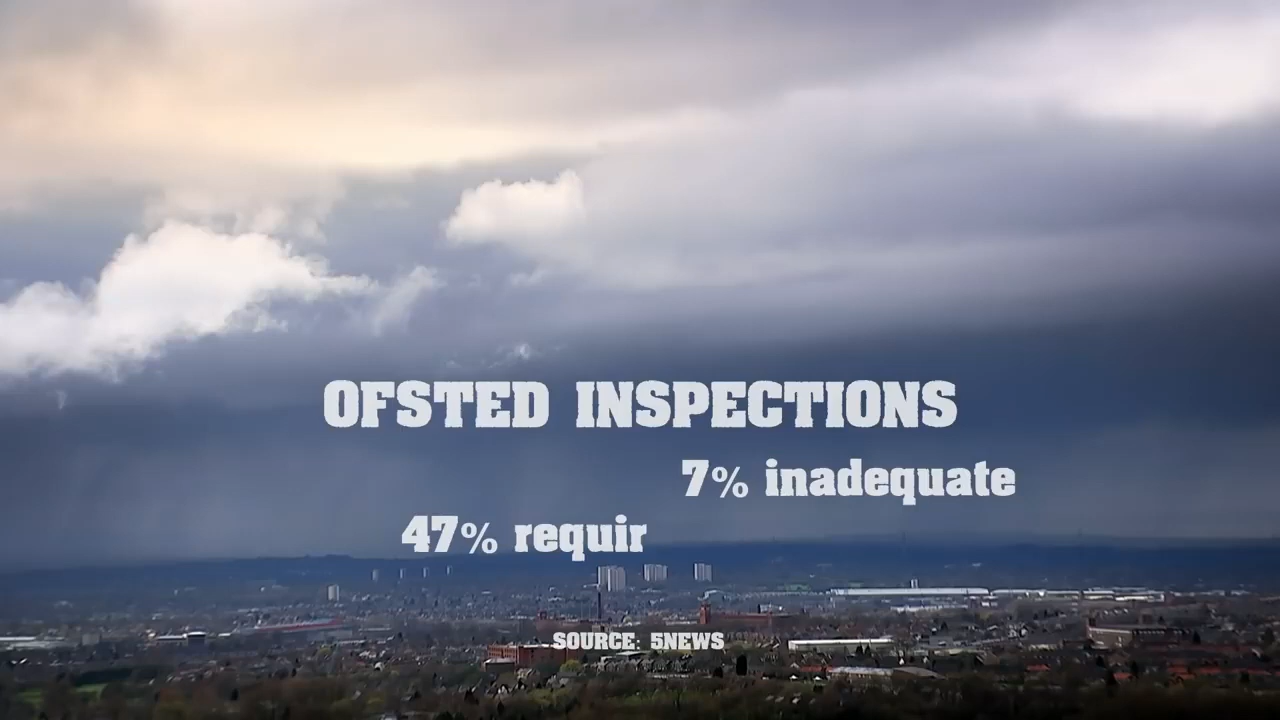 OFSTED INSPECTIONS
7% inadequate
47% requir
SOURCE: 5NEWS